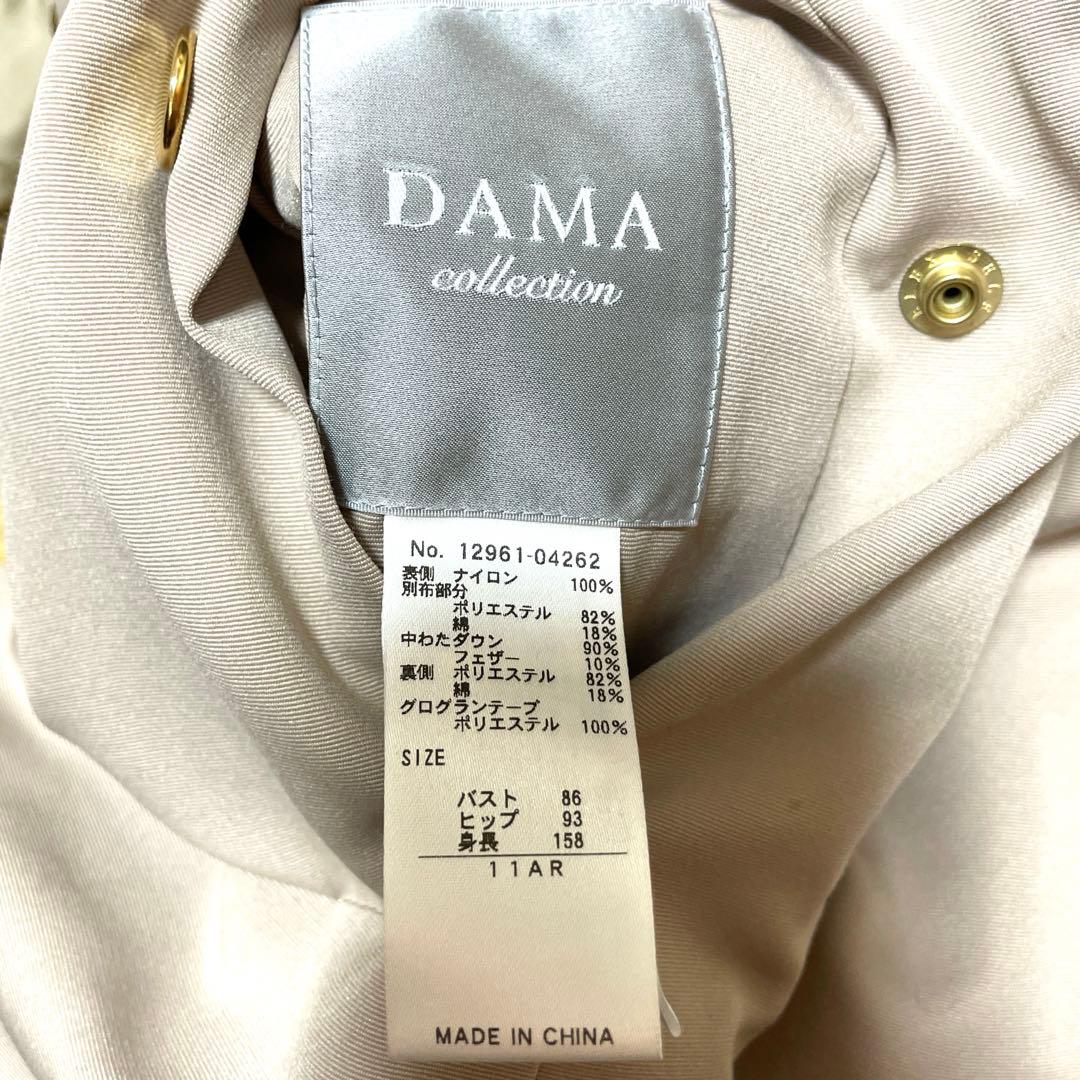 DAMA
collection
No. 12961-04262
表側 ナイロン 100%
別布部分
ポリエステル 82%
綿 18%
中わたダウン 90%
フェザー 10%
裏側 ポリエステル 82%
綿 18%
グログランテープ
ポリエステル 100%
SIZE
バスト 86
ヒップ 93
身長 158
11AR
MADE IN CHINA